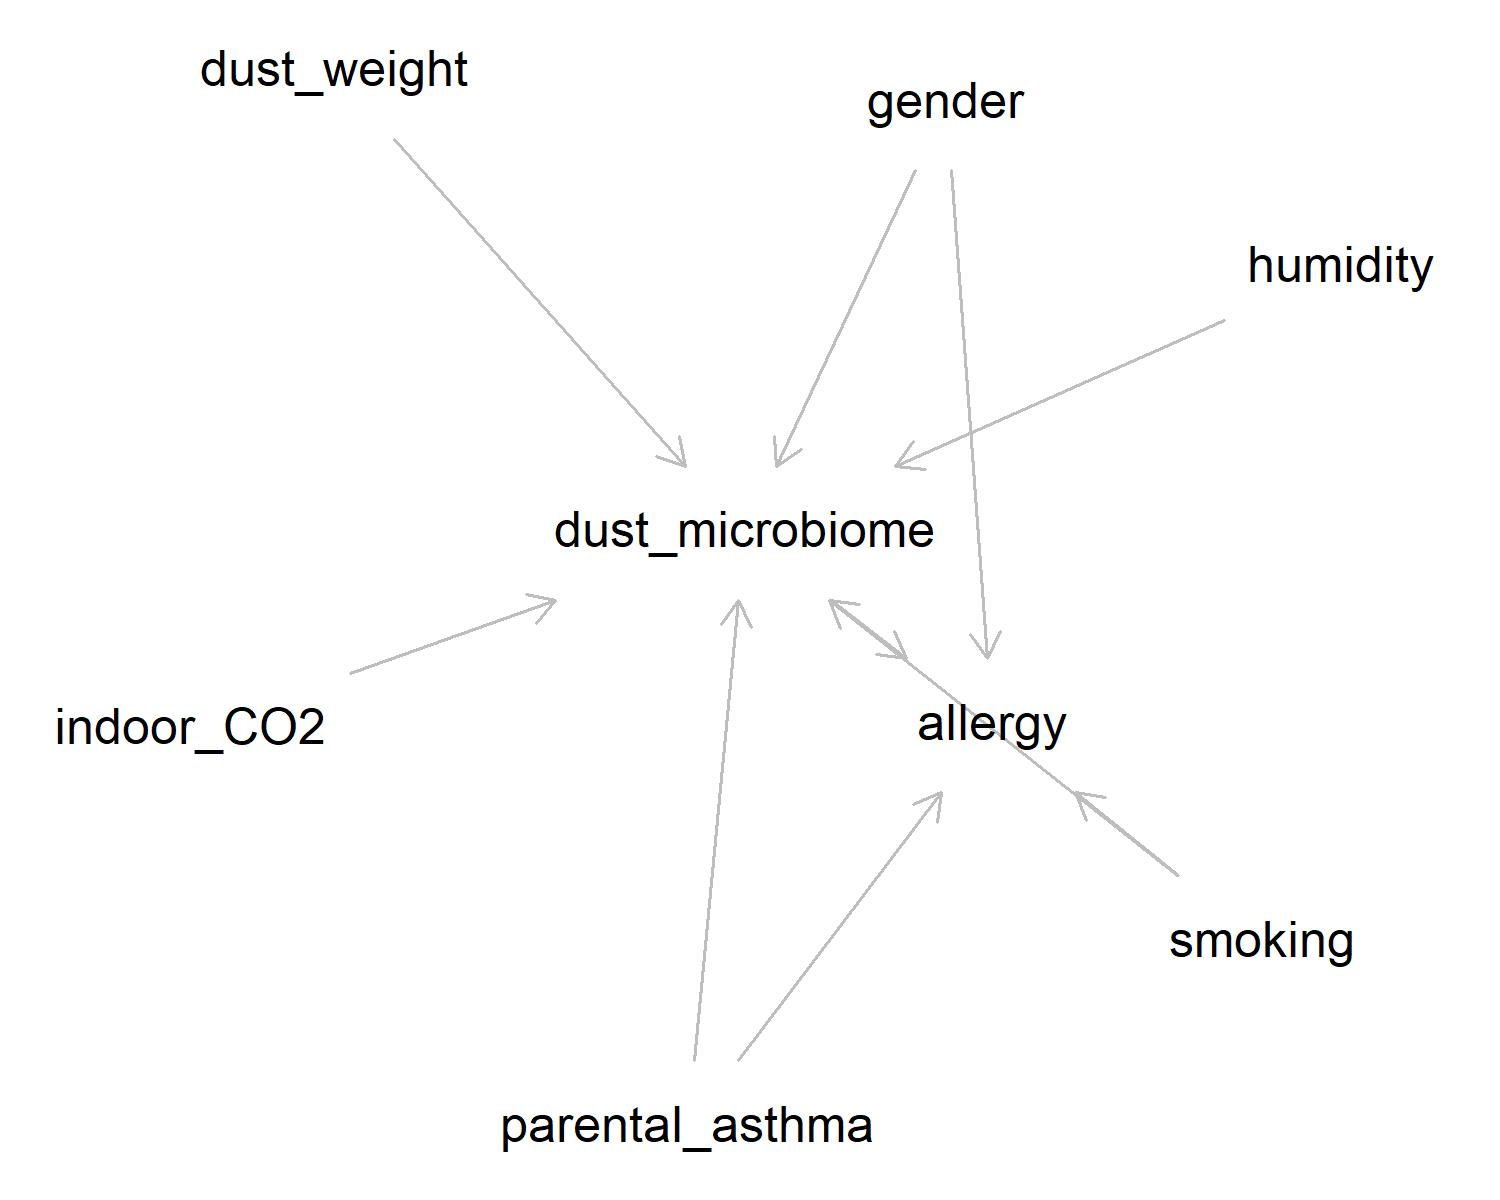 dust_weight
gender
humidity
dust_microbiome
indoor_CO2
allergy
smoking
parental_asthma